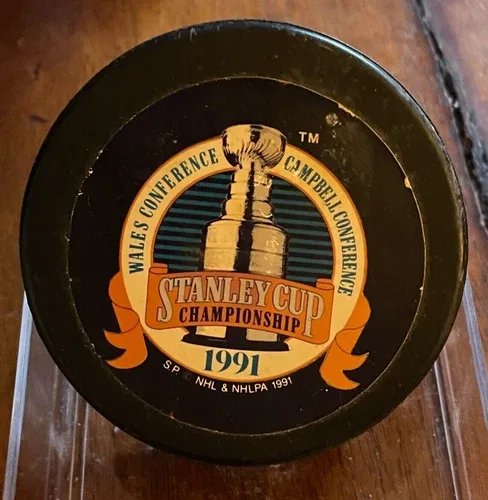 TM
WALES CONFERENCE
CAMPBELL CONFERENCE
STANLEY CUP
CHAMPIONSHIP
1991
S.P. © NHL & NHLPA 1991